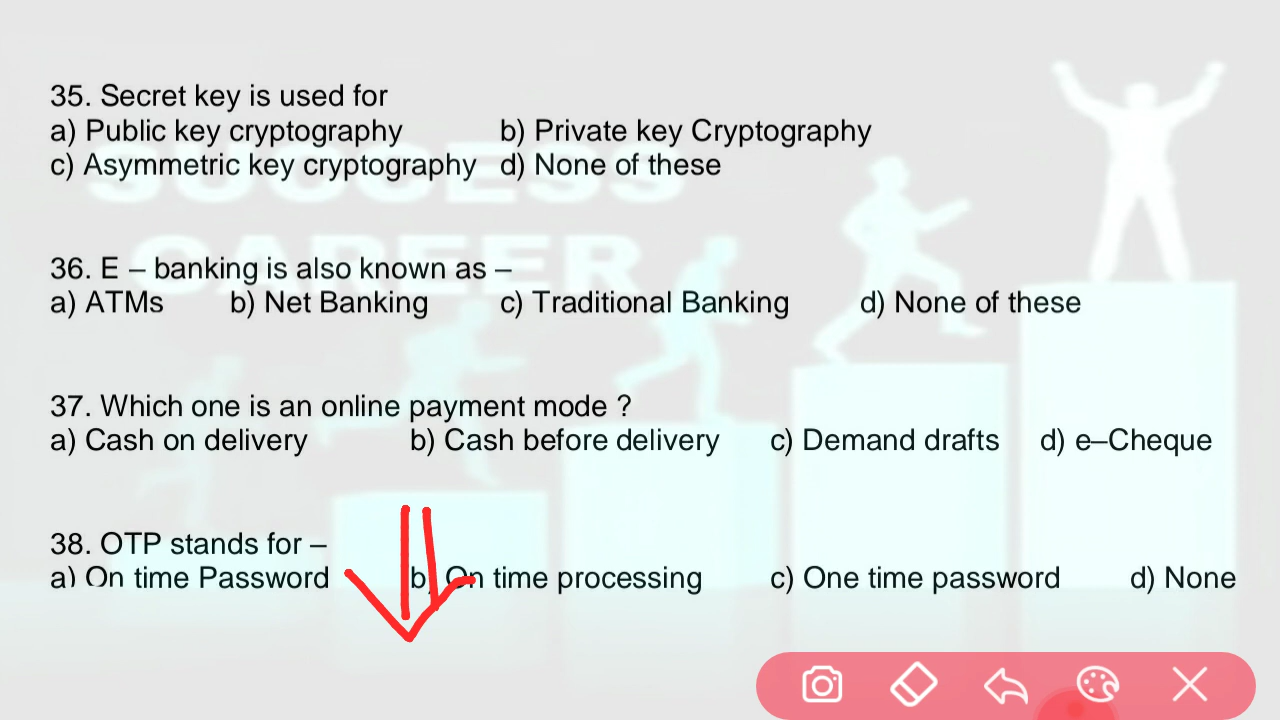 35. Secret key is used for
a) Public key cryptography b) Private key Cryptography
c) Asymmetric key cryptography d) None of these
36. E – banking is also known as –
a) ATMs b) Net Banking c) Traditional Banking d) None of these
37. Which one is an online payment mode ?
a) Cash on delivery b) Cash before delivery c) Demand drafts d) e–Cheque
38. OTP stands for –
a) On time Password b) On time processing c) One time password d) None
SUCCESS
CAREER